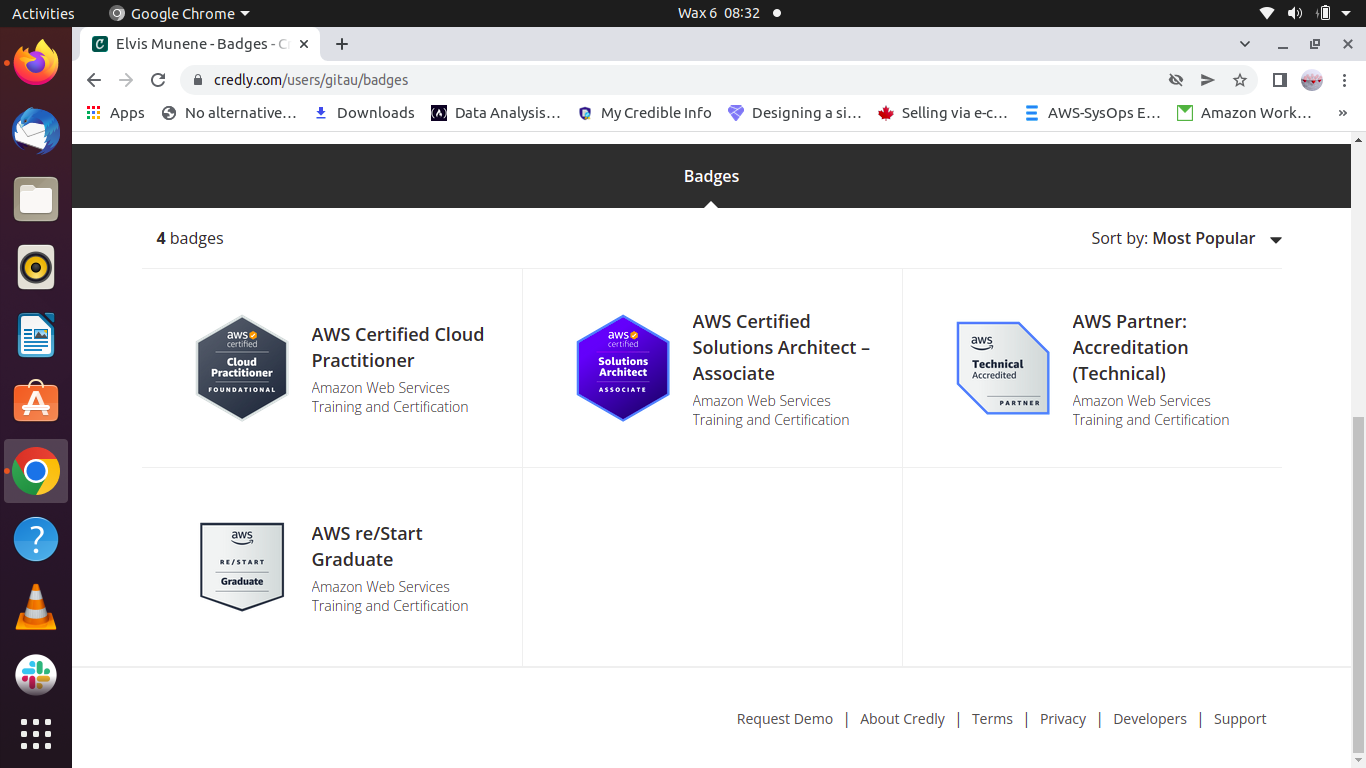 Activities Google Chrome Wax 6 08:32
Elvis Munene - Badges - Cr
credly.com/users/gitau/badges
Apps No alternative… Downloads Data Analysis… My Credible Info Designing a si… Selling via e-c… AWS-SysOps E… Amazon Work… »
Badges
4 badges
Sort by: Most Popular
aws
certified
Cloud
Practitioner
FOUNDATIONAL
AWS Certified Cloud
Practitioner
Amazon Web Services
Training and Certification
aws
certified
Solutions
Architect
ASSOCIATE
AWS Certified
Solutions Architect –
Associate
Amazon Web Services
Training and Certification
aws
Technical
Accredited
PARTNER
AWS Partner:
Accreditation
(Technical)
Amazon Web Services
Training and Certification
aws
RE/START
Graduate
AWS re/Start
Graduate
Amazon Web Services
Training and Certification
Request Demo | About Credly | Terms | Privacy | Developers | Support